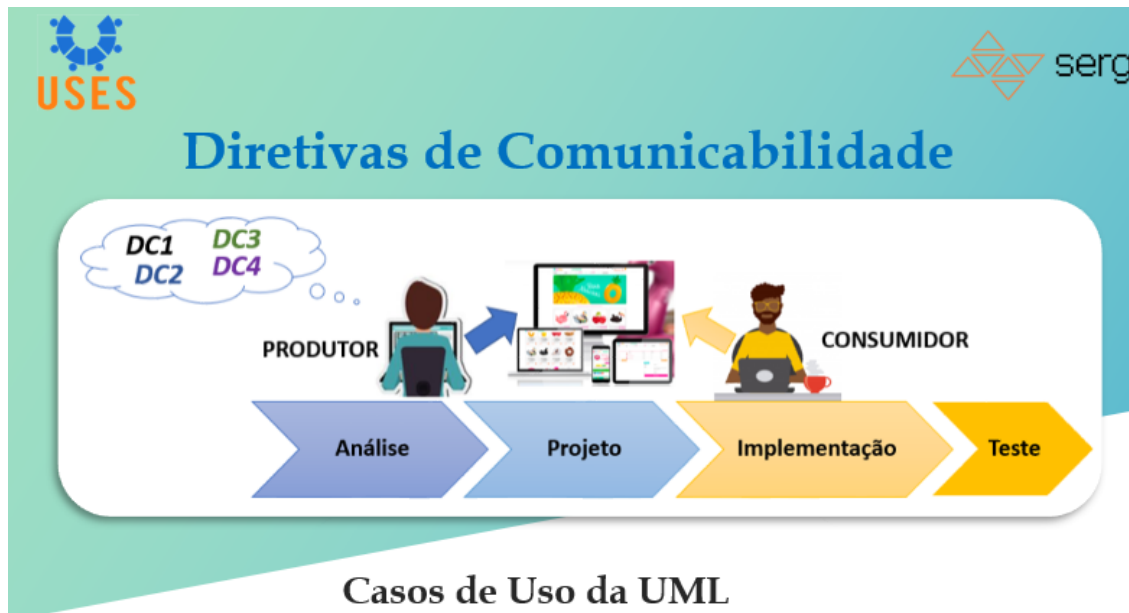 USES
serg
Diretivas de Comunicabilidade
DC1 DC3
DC2 DC4
PRODUTOR
CONSUMIDOR
Análise
Projeto
Implementação
Teste
Casos de Uso da UML